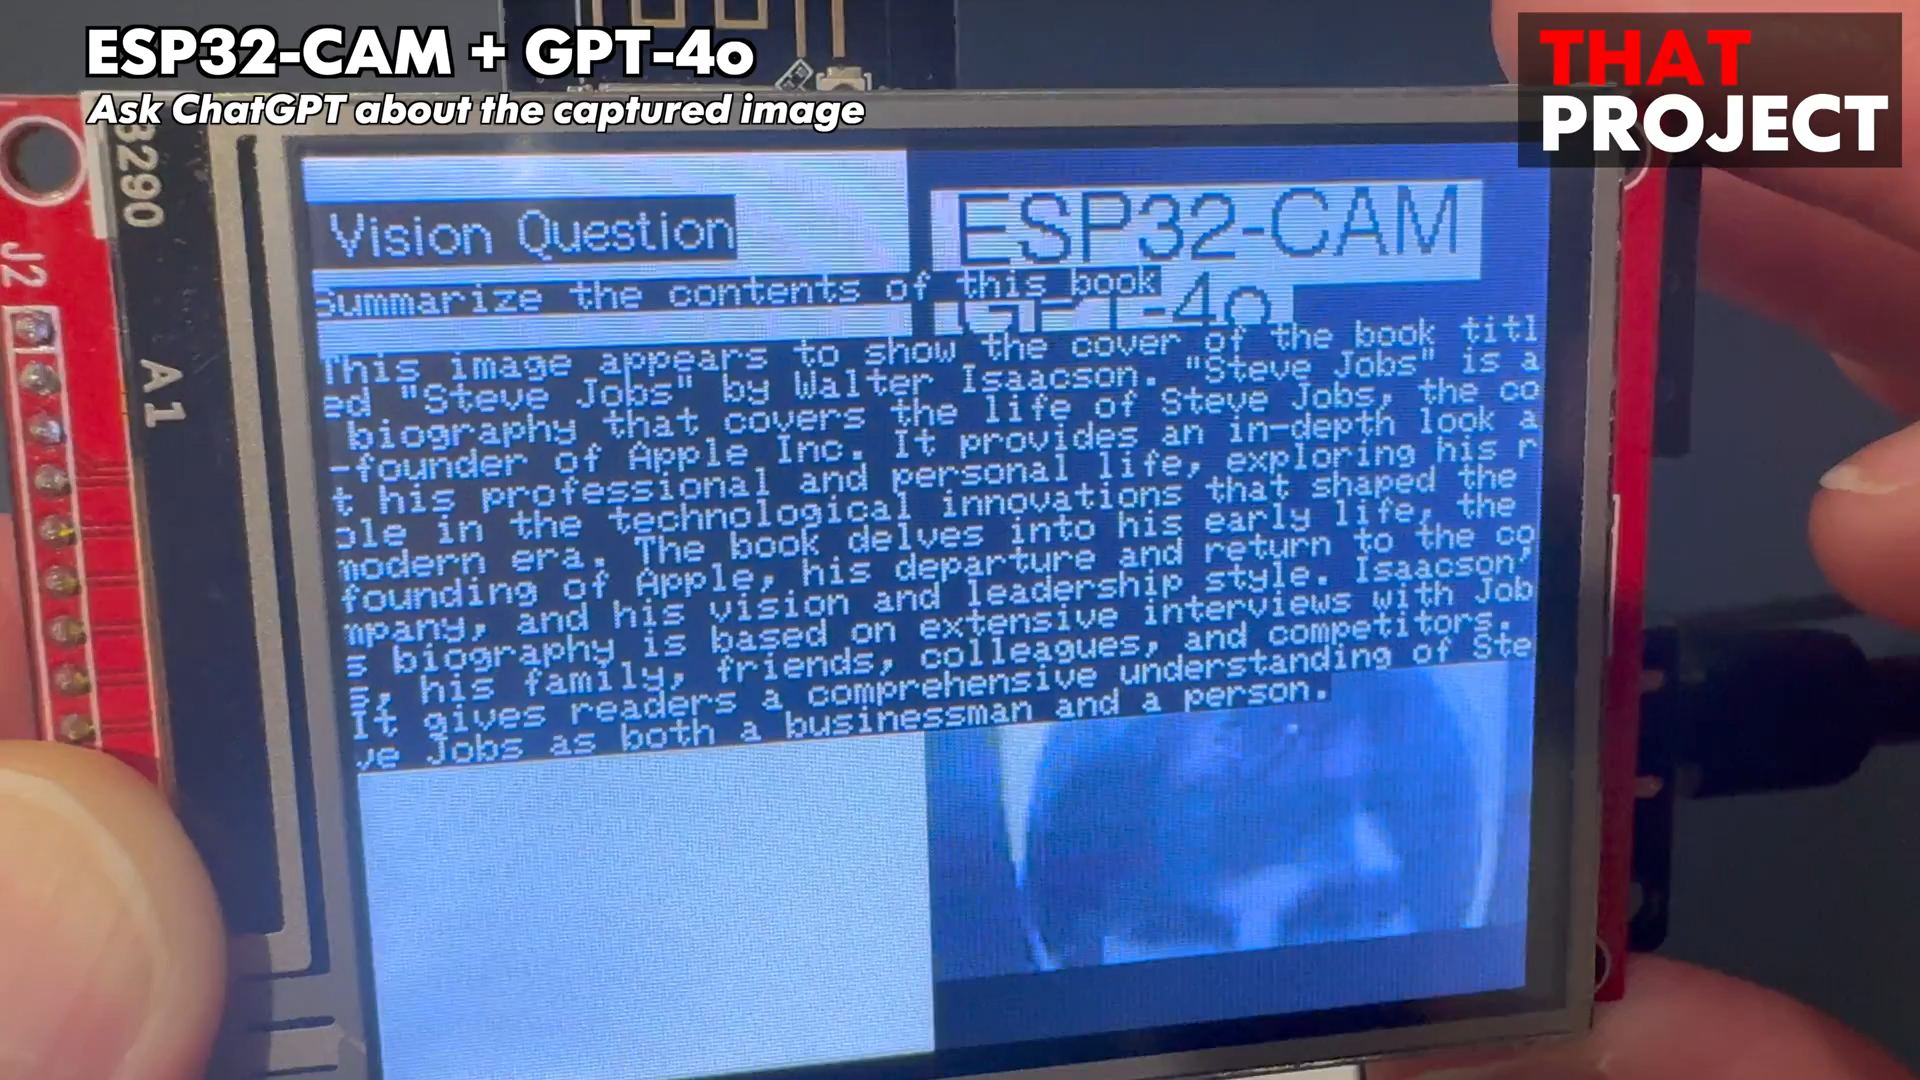 ESP32-CAM + GPT-4o
Ask ChatGPT about the captured image
THAT
PROJECT
3290
J2
A1
Vision Question
ESP32-CAM
Summarize the contents of this book
-4o
This image appears to show the cover of the book titl
ed "Steve Jobs" by Walter Isaacson. "Steve Jobs" is a
biography that covers the life of Steve Jobs, the co
-founder of Apple Inc. It provides an in-depth look a
t his professional and personal life, exploring his r
ole in the technological innovations that shaped the
modern era. The book delves into his early life, the
founding of Apple, his departure and return to the co
mpany, and his vision and leadership style. Isaacson'
s biography is based on extensive interviews with Job
s, his family, friends, colleagues, and competitors.
It gives readers a comprehensive understanding of Ste
ve Jobs as both a businessman and a person.